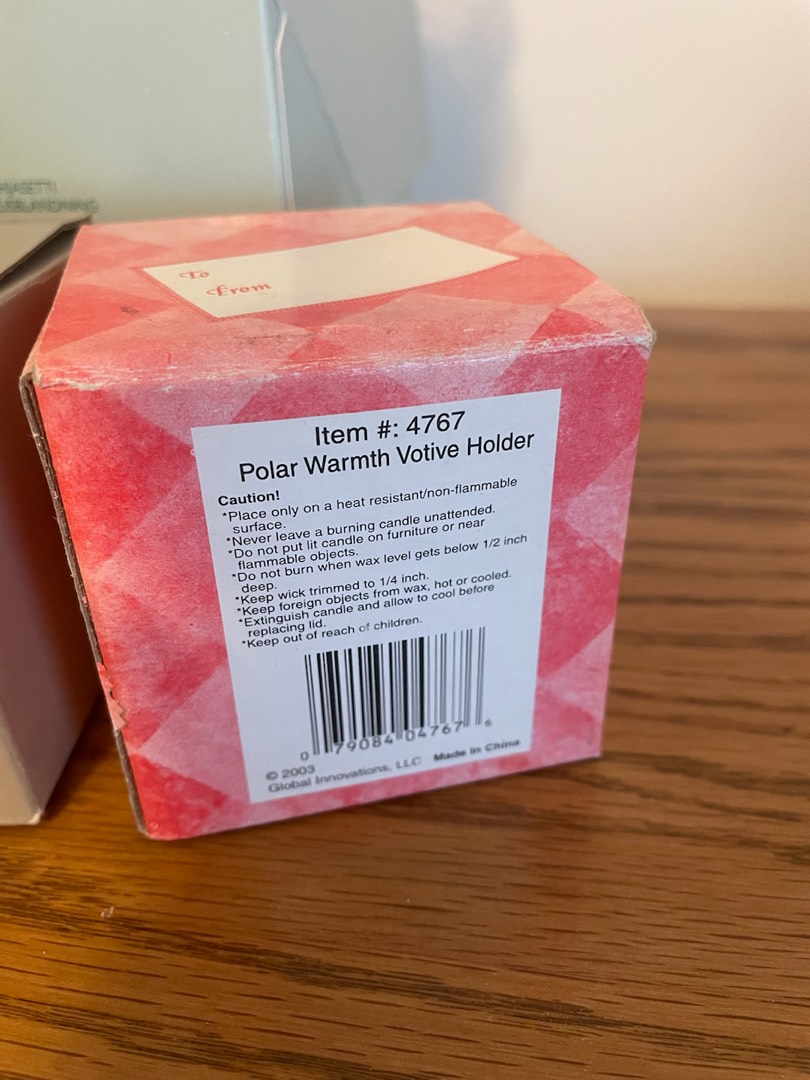 To
From
Item #: 4767
Polar Warmth Votive Holder
Caution!
*Place only on a heat resistant/non-flammable
surface.
*Never leave a burning candle unattended.
*Do not put lit candle on furniture or near
flammable objects.
*Do not burn when wax level gets below 1/2 inch
deep.
*Keep wick trimmed to 1/4 inch.
*Keep foreign objects from wax, hot or cooled.
*Extinguish candle and allow to cool before
replacing lid.
*Keep out of reach of children.
0 79084 04767 6
© 2003
Global Innovations, LLC Made in China